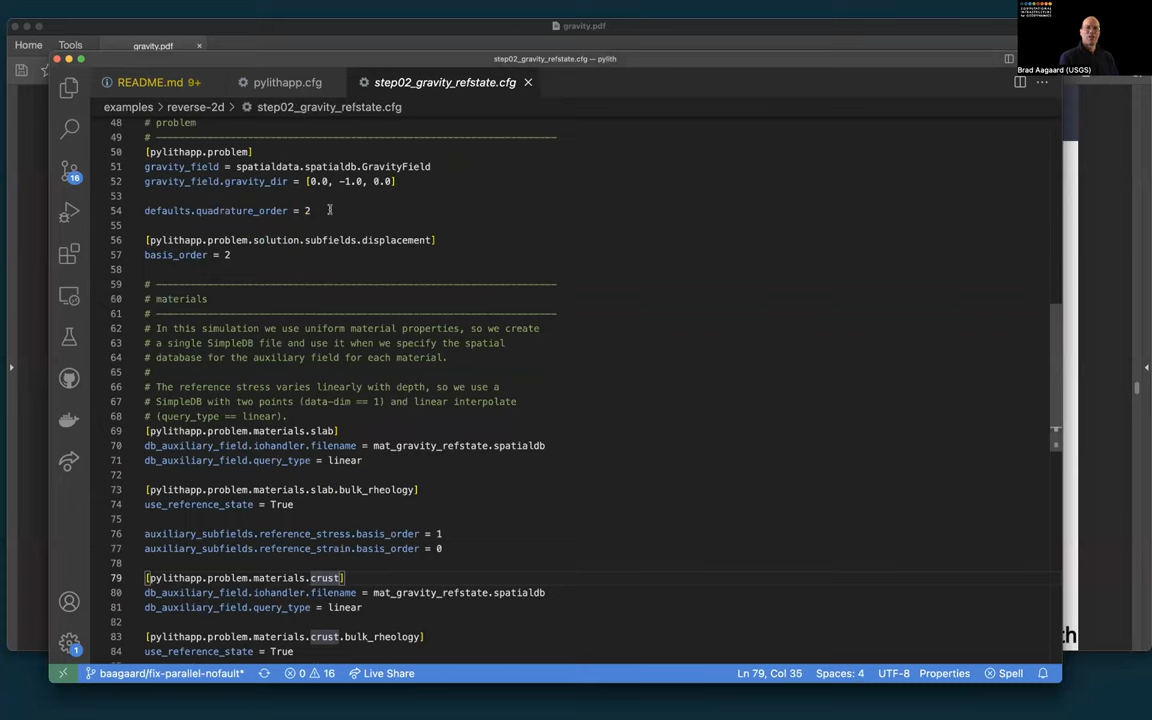 COMPUTATIONAL
INFRASTRUCTURE
for GEODYNAMICS
Brad Aagaard (USGS)
gravity.pdf
Home Tools gravity.pdf ×
step02_gravity_refstate.cfg — pylith
README.md 9+ pylithapp.cfg step02_gravity_refstate.cfg
examples › reverse-2d › step02_gravity_refstate.cfg
48 # problem
49 # ----------------------------------------------------------------------
50 [pylithapp.problem]
51 gravity_field = spatialdata.spatialdb.GravityField
52 gravity_field.gravity_dir = [0.0, -1.0, 0.0]
53
54 defaults.quadrature_order = 2
55
56 [pylithapp.problem.solution.subfields.displacement]
57 basis_order = 2
58
59 # ----------------------------------------------------------------------
60 # materials
61 # ----------------------------------------------------------------------
62 # In this simulation we use uniform material properties, so we create
63 # a single SimpleDB file and use it when we specify the spatial
64 # database for the auxiliary field for each material.
65 #
66 # The reference stress varies linearly with depth, so we use a
67 # SimpleDB with two points (data-dim == 1) and linear interpolate
68 # (query_type == linear).
69 [pylithapp.problem.materials.slab]
70 db_auxiliary_field.iohandler.filename = mat_gravity_refstate.spatialdb
71 db_auxiliary_field.query_type = linear
72
73 [pylithapp.problem.materials.slab.bulk_rheology]
74 use_reference_state = True
75
76 auxiliary_subfields.reference_stress.basis_order = 1
77 auxiliary_subfields.reference_strain.basis_order = 0
78
79 [pylithapp.problem.materials.crust]
80 db_auxiliary_field.iohandler.filename = mat_gravity_refstate.spatialdb
81 db_auxiliary_field.query_type = linear
82
83 [pylithapp.problem.materials.crust.bulk_rheology]
84 use_reference_state = True
16
1
th
baagaard/fix-parallel-nofault* 0 16 Live Share Ln 79, Col 35 Spaces: 4 UTF-8 Properties Spell